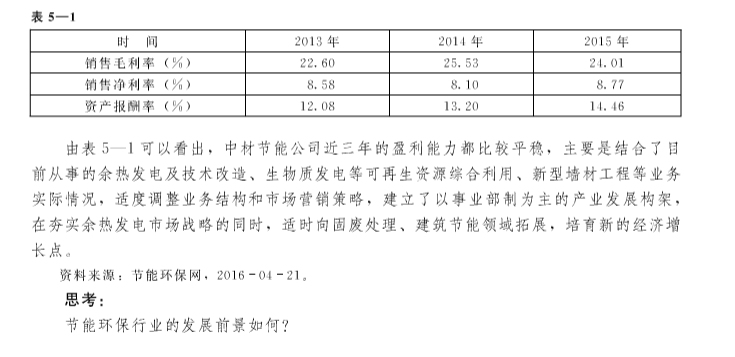 表 5—1
时 间 2013 年 2014 年 2015 年
销售毛利率（%） 22.60 25.53 24.01
销售净利率（%） 8.58 8.10 8.77
资产报酬率（%） 12.08 13.20 14.46
由表 5—1 可以看出，中材节能公司近三年的盈利能力都比较平稳，主要是结合了目
前从事的余热发电及技术改造、生物质发电等可再生资源综合利用、新型墙材工程等业务
实际情况，适度调整业务结构和市场营销策略，建立了以事业部制为主的产业发展构架，
在夯实余热发电市场战略的同时，适时向固废处理、建筑节能领域拓展，培育新的经济增
长点。
资料来源：节能环保网，2016-04-21。
思考：
节能环保行业的发展前景如何？